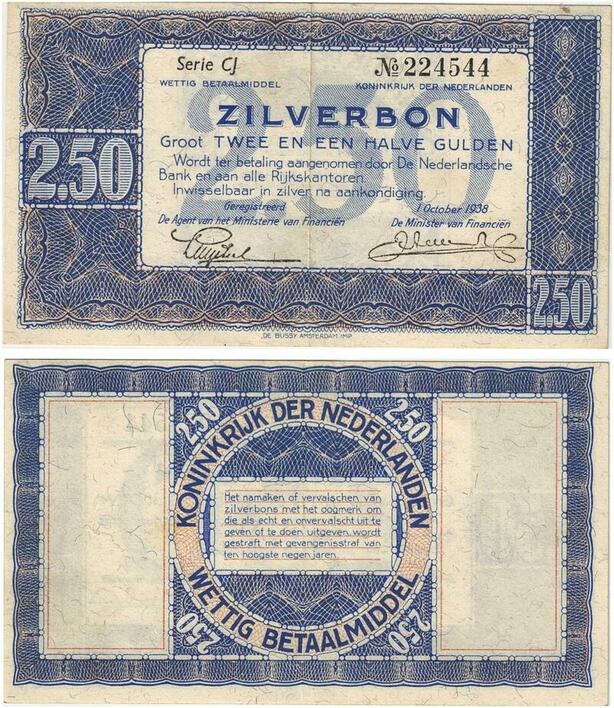 Serie CJ № 224544
WETTIG BETAALMIDDEL KONINKRIJK DER NEDERLANDEN
250
ZILVERBON
Groot TWEE EN EEN HALVE GULDEN
Wordt ter betaling aangenomen door De Nederlandsche
Bank en aan alle Rijkskantoren.
Inwisselbaar in zilver na aankondiging.
Geregistreerd 1 October 1938
De Agent van het Ministerie van Financiën De Minister van Financiën
2.50
2.50
DE BUSSY AMSTERDAM IMP.
2.50 2.50
KONINKRIJK DER NEDERLANDEN
Het namaken of vervalschen van
zilverbons met het oogmerk om
die als echt en onvervalscht uit te
geven of te doen uitgeven, wordt
gestraft met gevangenisstraf van
ten hoogste negen jaren.
WETTIG BETAALMIDDEL
2.50 2.50